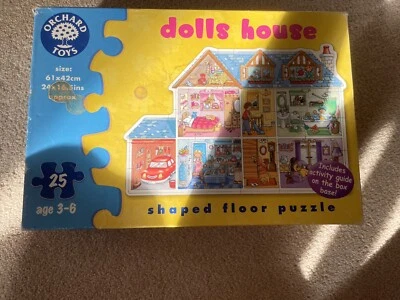 ORCHARD
TOYS
dolls house
size:
61x42cm
24x16.5ins
approx.
25
age 3-6
Includes
activity guide
on the box
base!
shaped floor puzzle